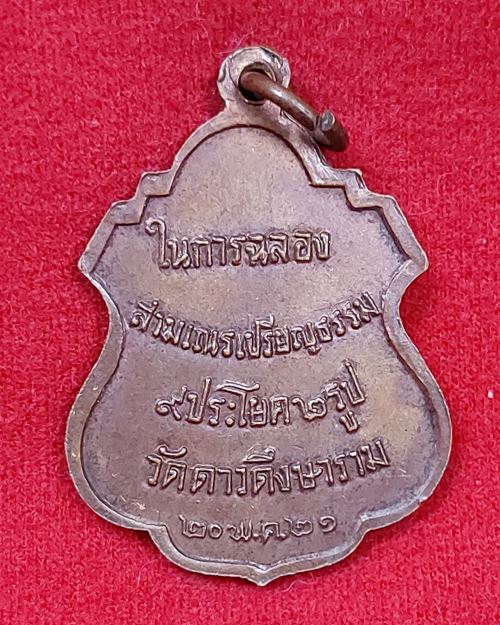 ในการฉลอง
สามเณรเปรียญธรรม
๙ประโยค๒รูป
วัดดาวดึงษาราม
๒๐พ.ค.๒๑